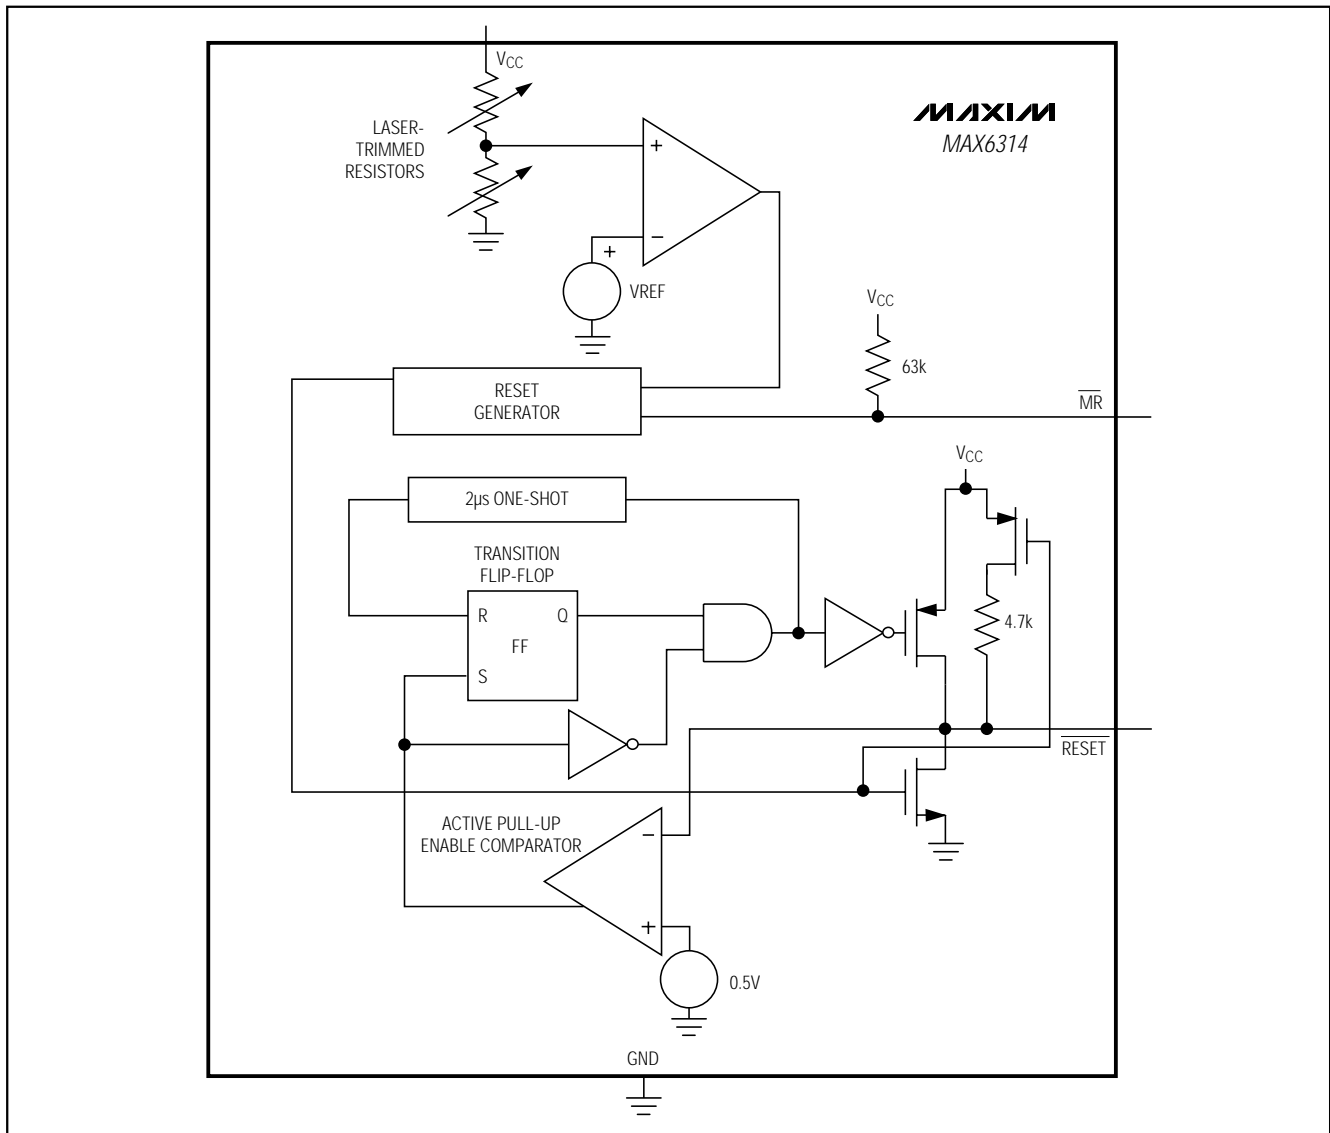 VCC
LASER-
TRIMMED
RESISTORS
MAXIM
MAX6314
+
−
+
VREF
VCC
63k
RESET
GENERATOR
MR
VCC
2µs ONE-SHOT
TRANSITION
FLIP-FLOP
R
Q
FF
S
4.7k
RESET
ACTIVE PULL-UP
ENABLE COMPARATOR
−
+
0.5V
GND